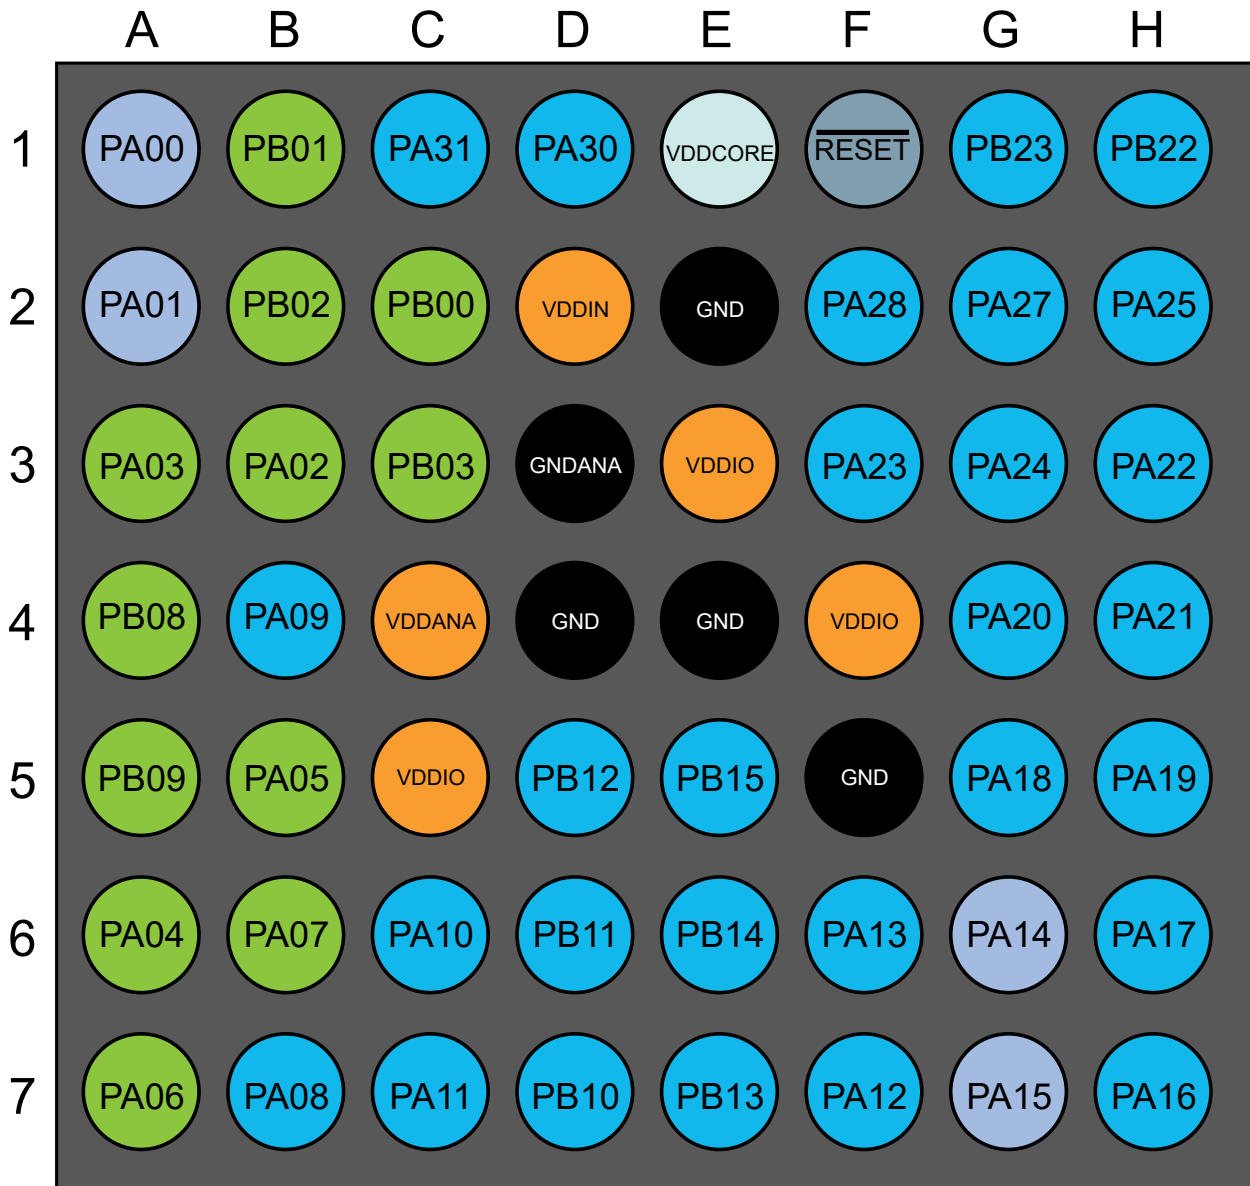 A B C D E F G H
1 PA00 PB01 PA31 PA30 VDDCORE RESET PB23 PB22
2 PA01 PB02 PB00 VDDIN GND PA28 PA27 PA25
3 PA03 PA02 PB03 GNDANA VDDIO PA23 PA24 PA22
4 PB08 PA09 VDDANA GND GND VDDIO PA20 PA21
5 PB09 PA05 VDDIO PB12 PB15 GND PA18 PA19
6 PA04 PA07 PA10 PB11 PB14 PA13 PA14 PA17
7 PA06 PA08 PA11 PB10 PB13 PA12 PA15 PA16